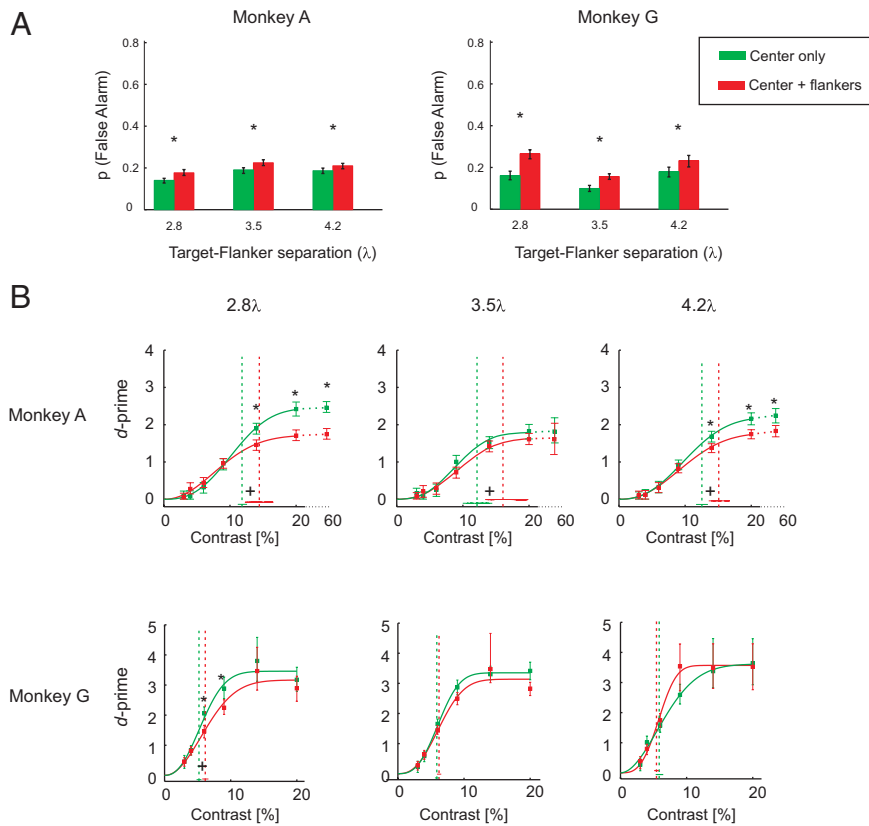 A
Monkey A
Monkey G
Center only
Center + flankers
p (False Alarm)
0.8
0.6
0.4
0.2
0
*
*
*
2.8
3.5
4.2
Target-Flanker separation (λ)
p (False Alarm)
0.8
0.6
0.4
0.2
0
*
*
*
2.8
3.5
4.2
Target-Flanker separation (λ)
B
2.8λ
3.5λ
4.2λ
Monkey A
d-prime
4
3
2
1
0
* * *
+
0 10 20 60
Contrast [%]
4
3
2
1
0
+
0 10 20 60
Contrast [%]
4
3
2
1
0
* * *
+
0 10 20 60
Contrast [%]
Monkey G
d-prime
5
4
3
2
1
0
* *
+
0 10 20
Contrast [%]
5
4
3
2
1
0
0 10 20
Contrast [%]
5
4
3
2
1
0
0 10 20
Contrast [%]